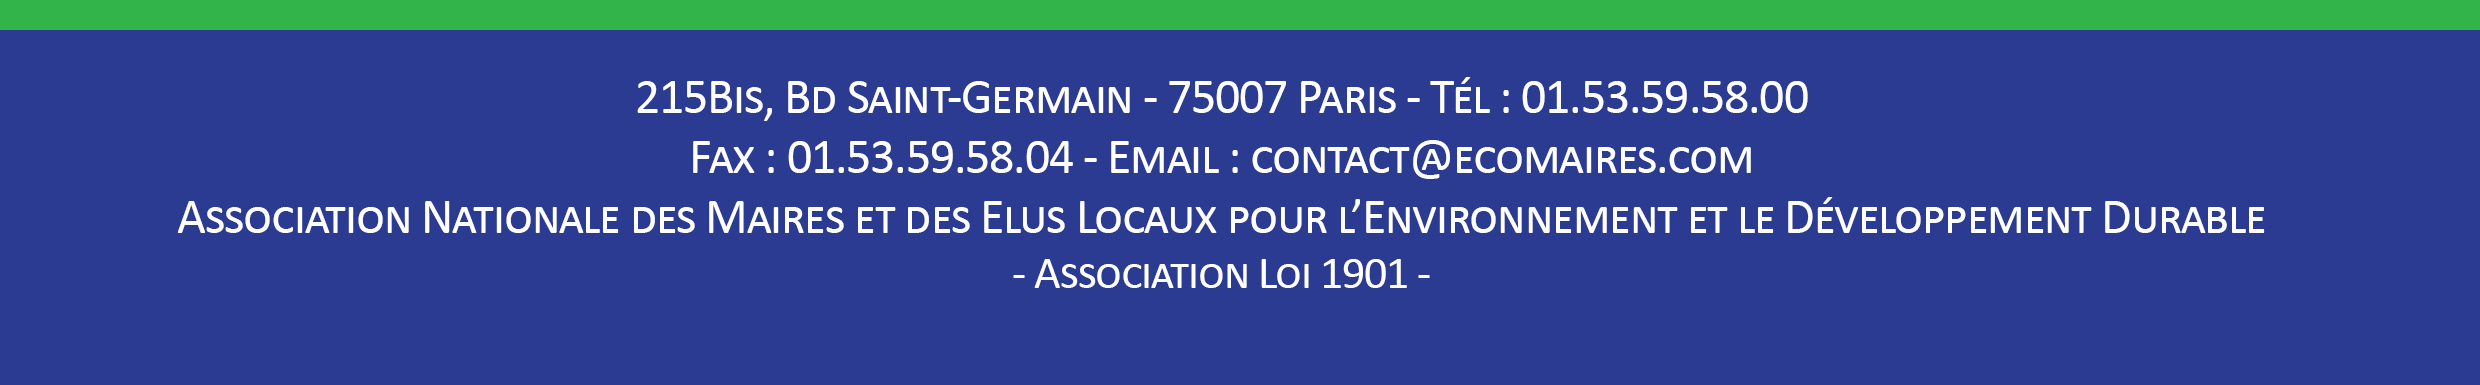 215Bis, Bd Saint-Germain - 75007 Paris - Tél : 01.53.59.58.00
Fax : 01.53.59.58.04 - Email : contact@ecomaires.com
Association Nationale des Maires et des Elus Locaux pour l’Environnement et le Développement Durable
- Association Loi 1901 -